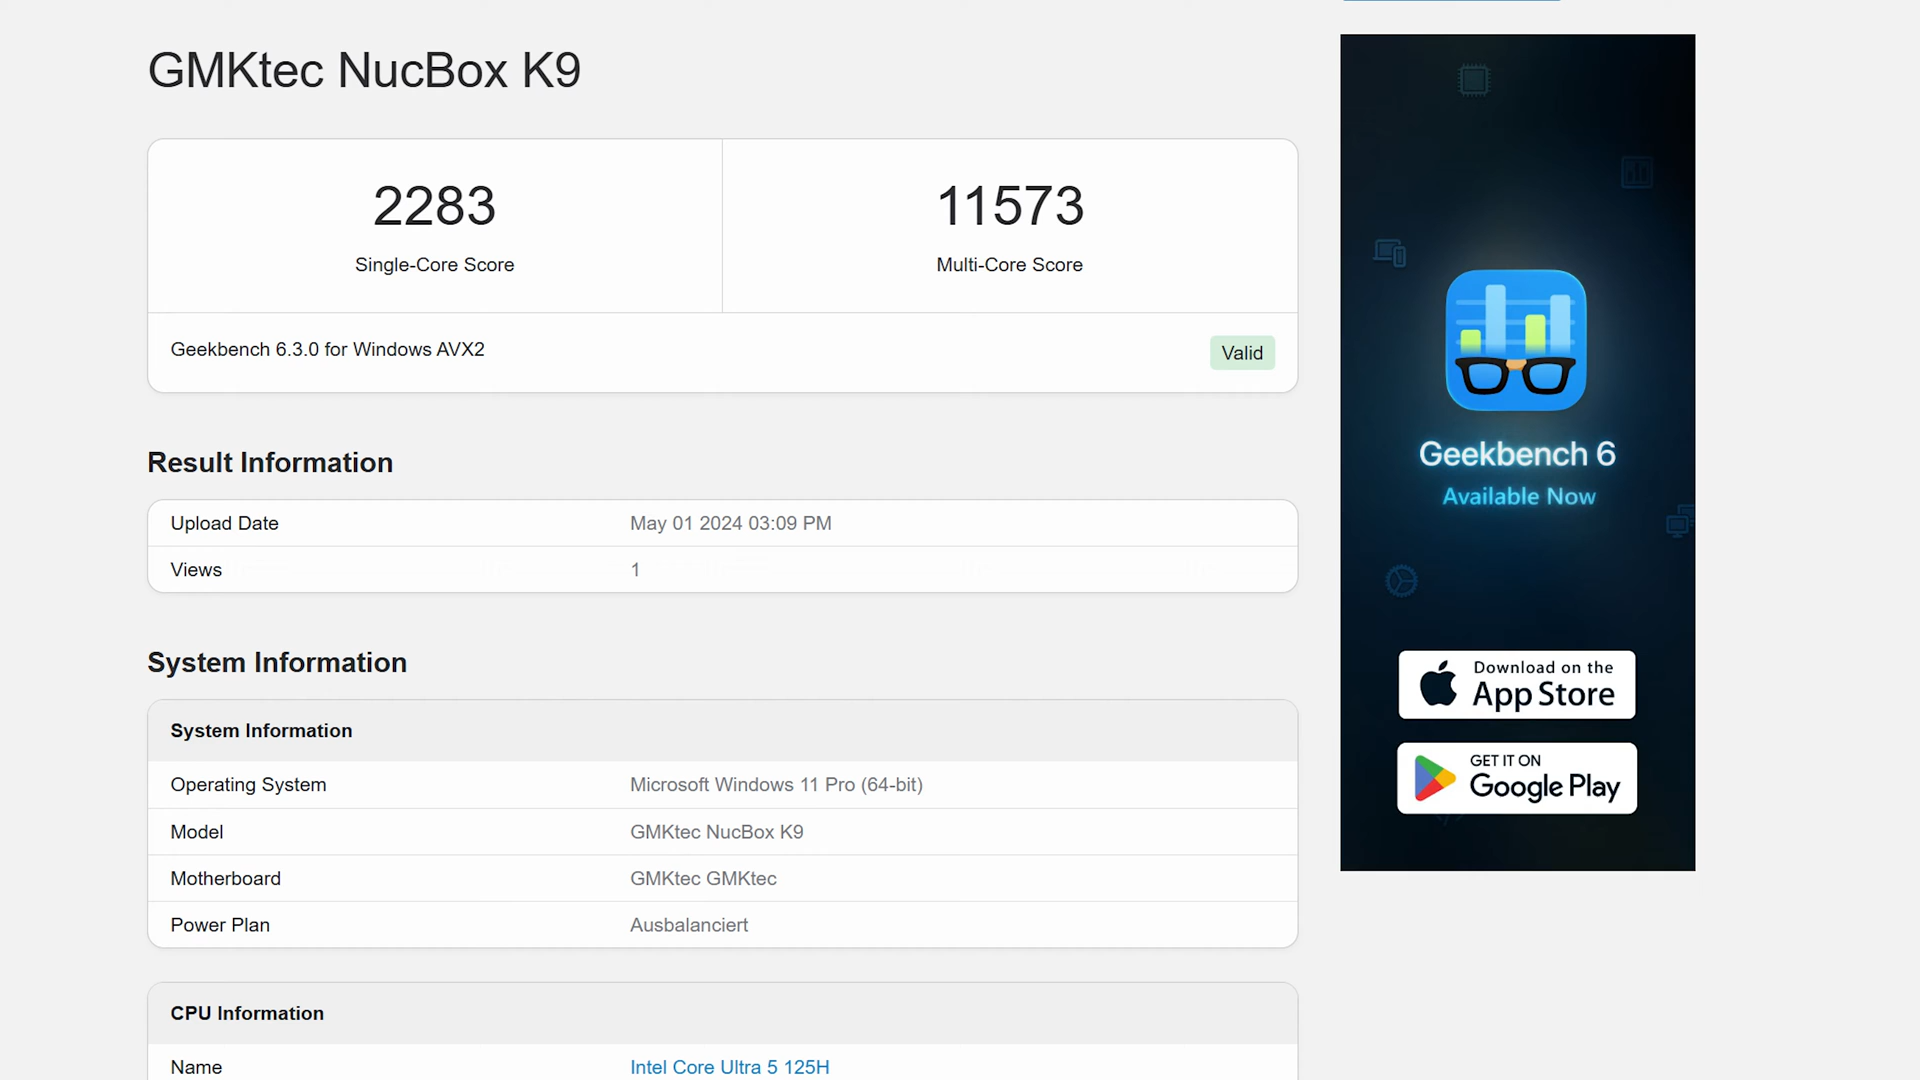 GMKtec NucBox K9
2283
Single-Core Score
11573
Multi-Core Score
Geekbench 6.3.0 for Windows AVX2
Valid
Result Information
Upload Date May 01 2024 03:09 PM
Views 1
System Information
System Information
Operating System Microsoft Windows 11 Pro (64-bit)
Model GMKtec NucBox K9
Motherboard GMKtec GMKtec
Power Plan Ausbalanciert
CPU Information
Name Intel Core Ultra 5 125H
Geekbench 6
Available Now
Download on the
App Store
GET IT ON
Google Play